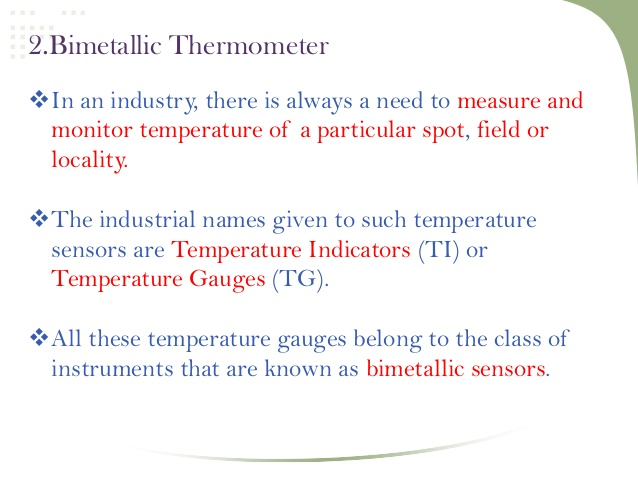 2.Bimetallic Thermometer
❖In an industry, there is always a need to measure and
monitor temperature of a particular spot, field or
locality.
❖The industrial names given to such temperature
sensors are Temperature Indicators (TI) or
Temperature Gauges (TG).
❖All these temperature gauges belong to the class of
instruments that are known as bimetallic sensors.